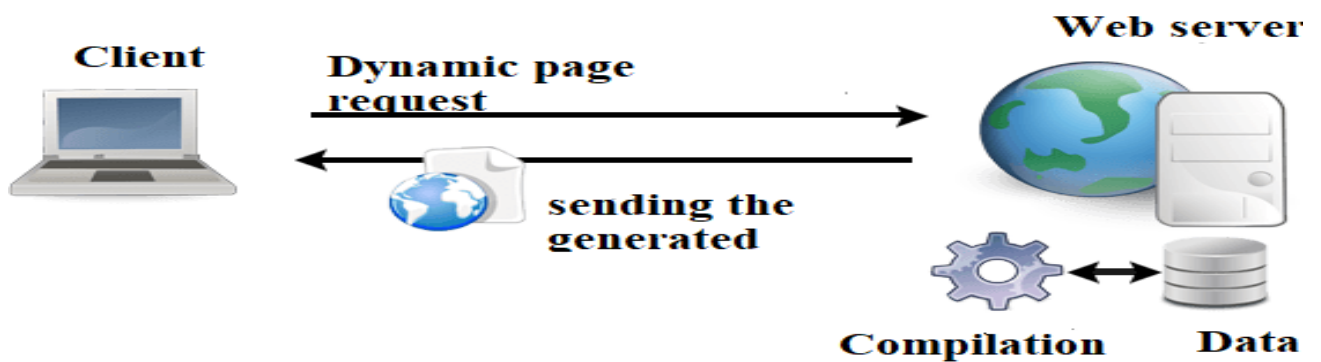 Web server
Client
Dynamic page
request
sending the
generated
Compilation
Data